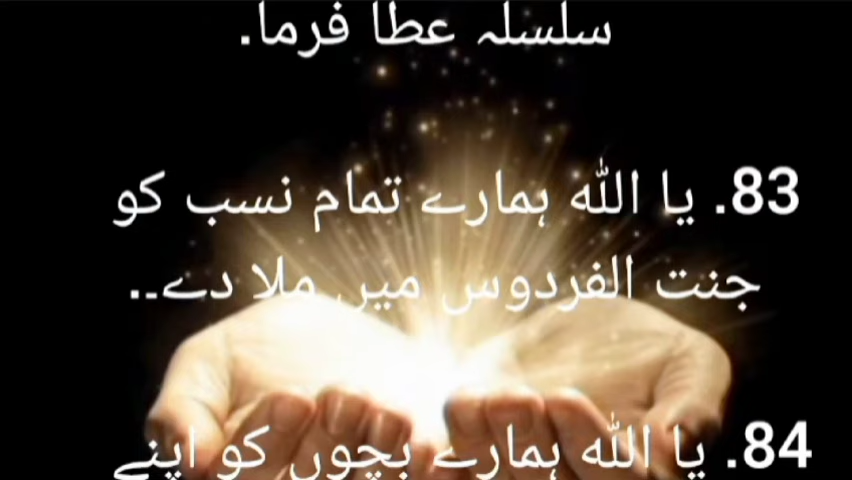 سلسلہ عطا فرما.
83. یا اللہ ہمارے تمام نسب کو
جنت الفردوس میں ملا دے..
84. یا اللہ ہمارے بچوں کو اپنے